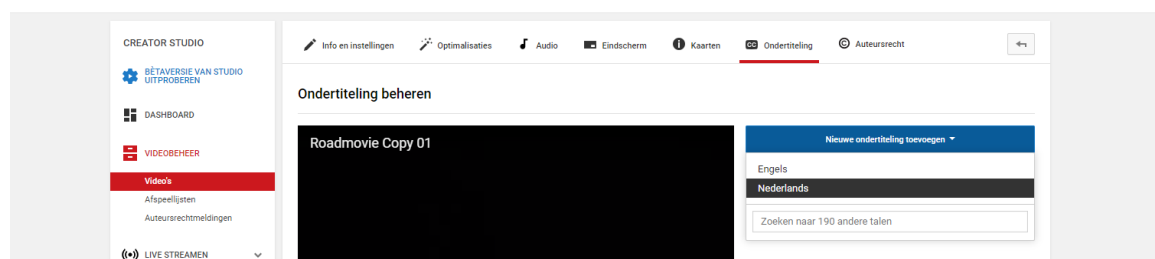 CREATOR STUDIO
BÈTAVERSIE VAN STUDIO
UITPROBEREN
DASHBOARD
VIDEOBEHEER
Video's
Afspeellijsten
Auteursrechtmeldingen
LIVE STREAMEN
Info en instellingen
Optimalisaties
Audio
Eindscherm
Kaarten
CC Ondertiteling
© Auteursrecht
Ondertiteling beheren
Roadmovie Copy 01
Nieuwe ondertiteling toevoegen
Engels
Nederlands
Zoeken naar 190 andere talen